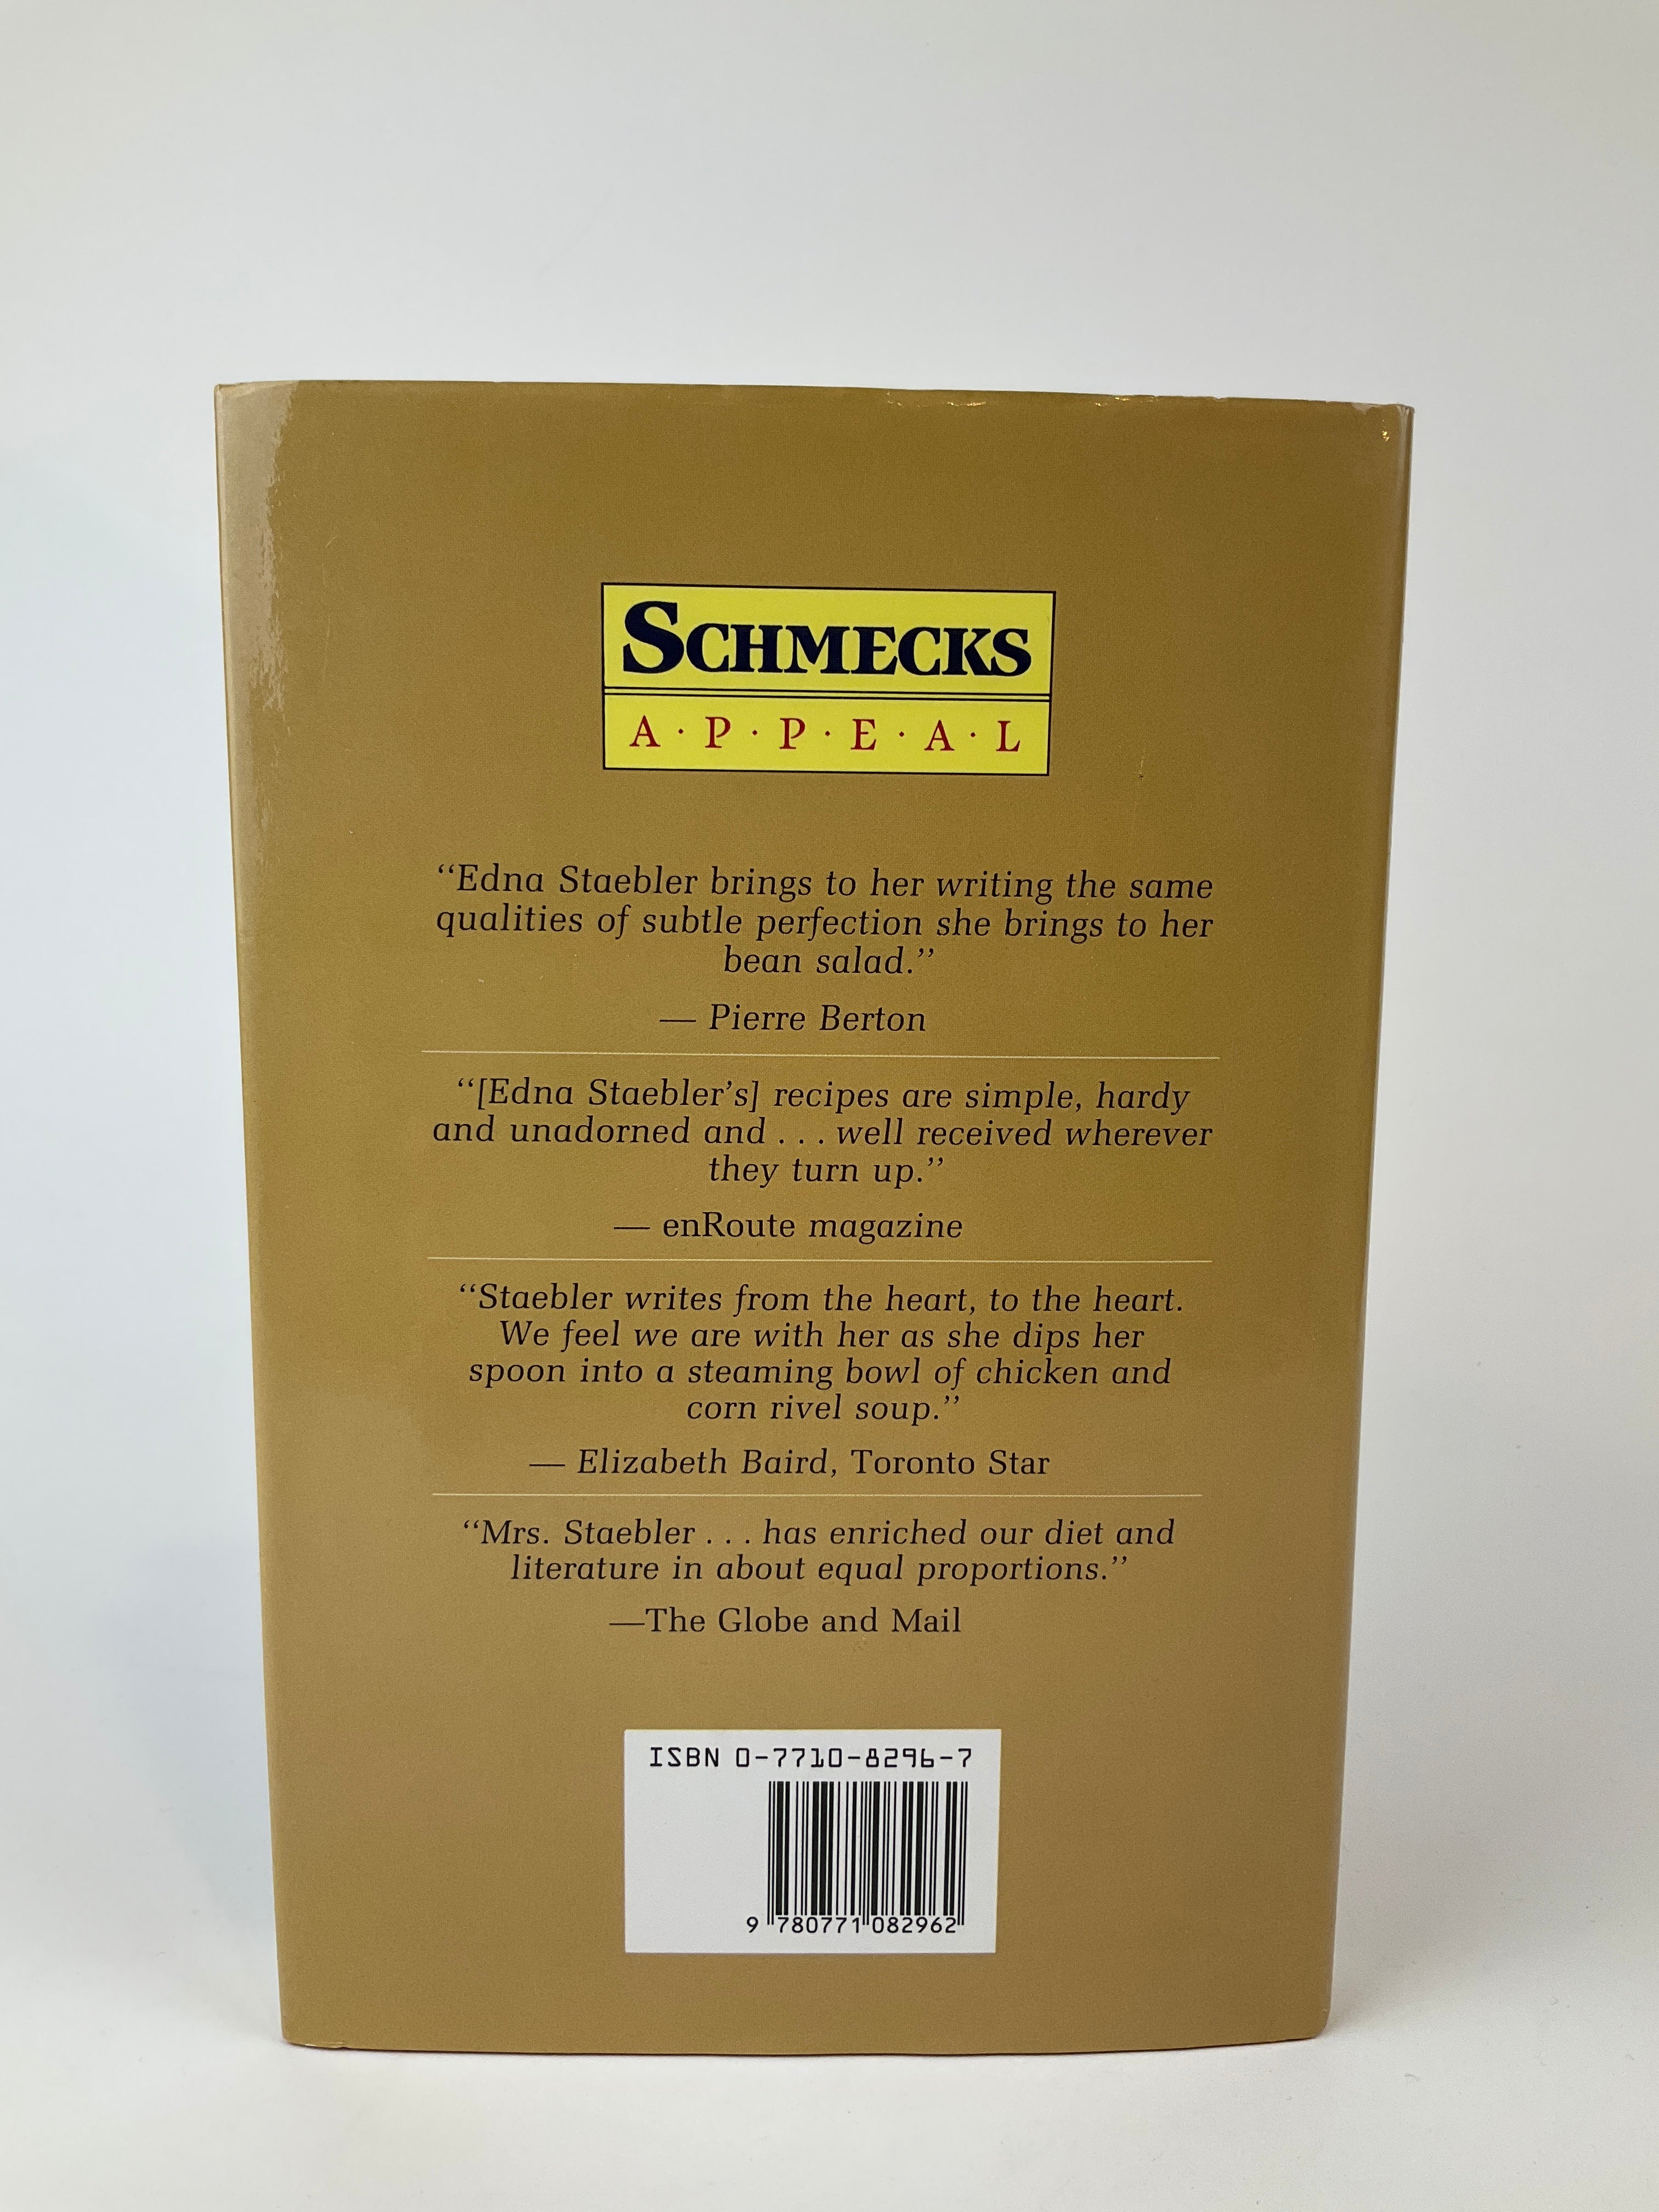 SCHMECKS
A·P·P·E·A·L
“Edna Staebler brings to her writing the same
qualities of subtle perfection she brings to her
bean salad.”
— Pierre Berton
“[Edna Staebler’s] recipes are simple, hardy
and unadorned and . . . well received wherever
they turn up.”
— enRoute magazine
“Staebler writes from the heart, to the heart.
We feel we are with her as she dips her
spoon into a steaming bowl of chicken and
corn rivel soup.”
— Elizabeth Baird, Toronto Star
“Mrs. Staebler . . . has enriched our diet and
literature in about equal proportions.”
—The Globe and Mail
ISBN 0-7710-8296-7
9 780771 082962